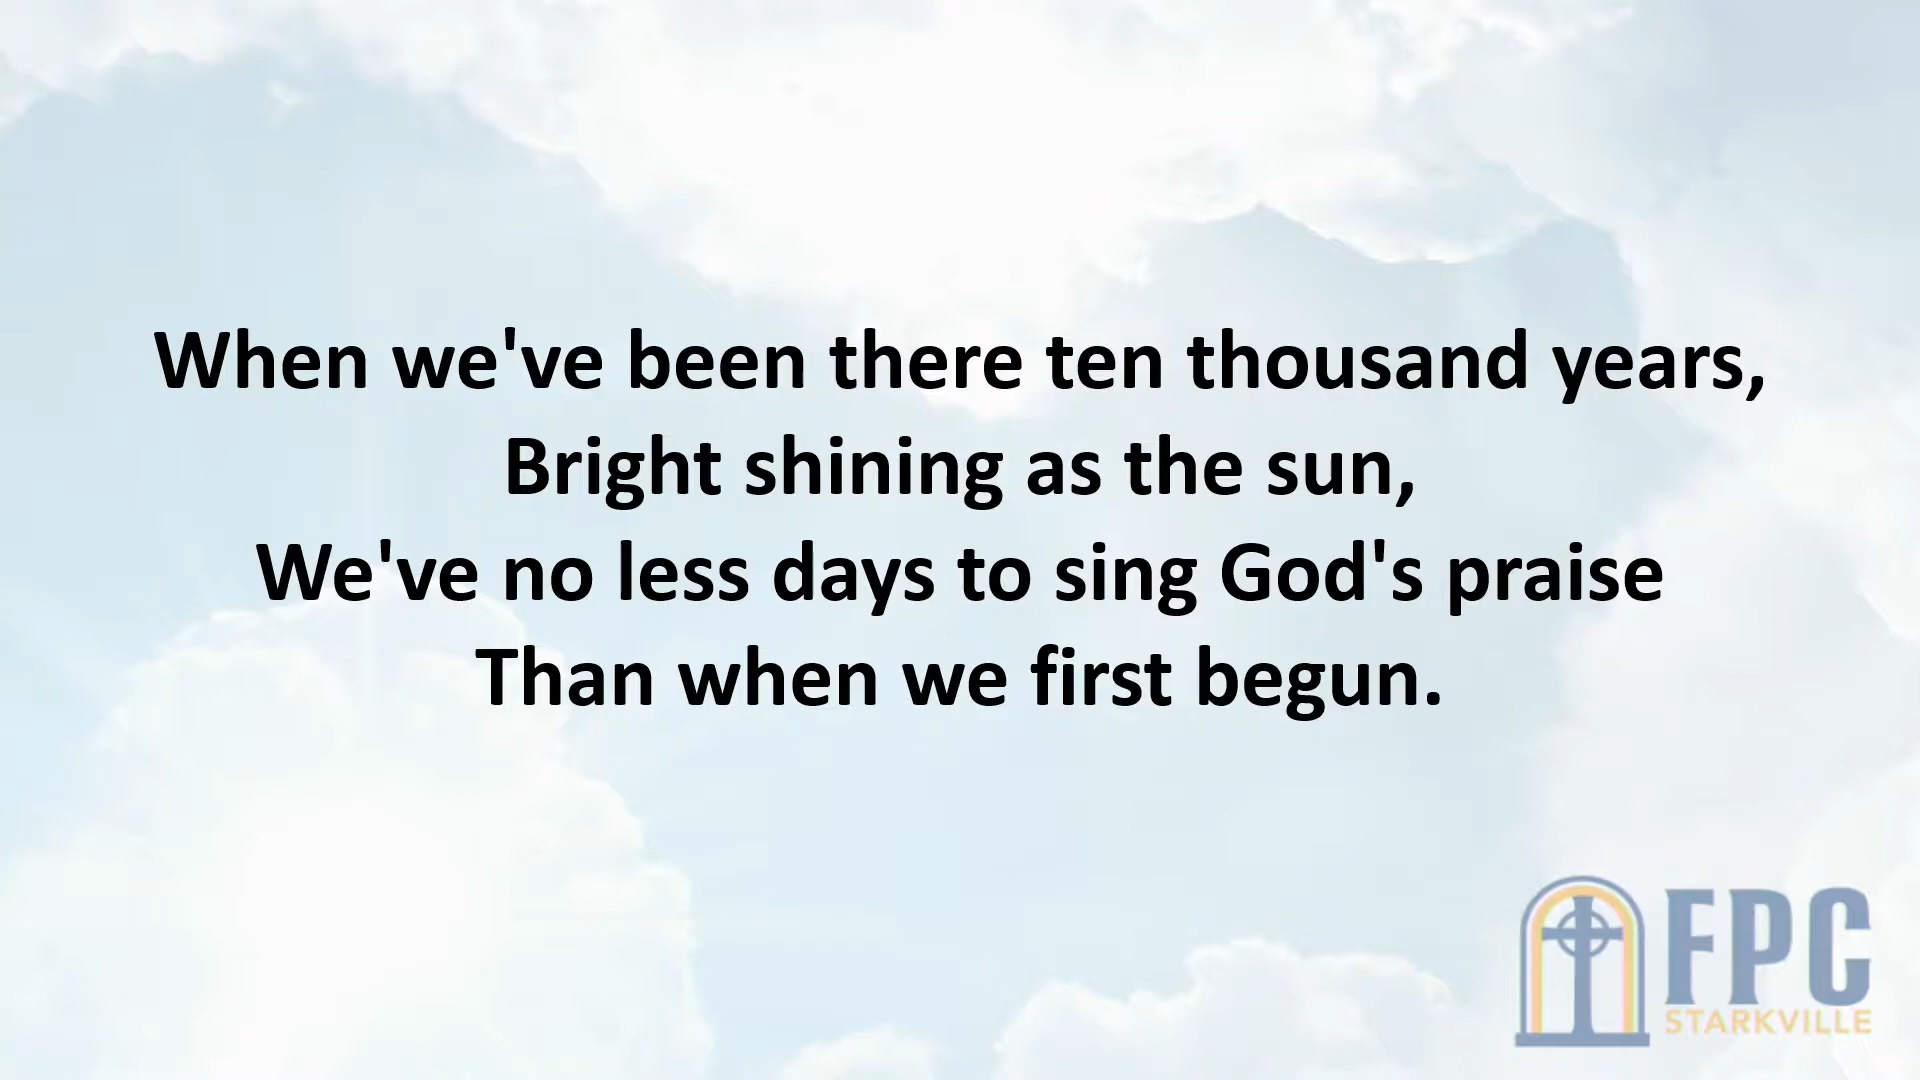 When we've been there ten thousand years,
Bright shining as the sun,
We've no less days to sing God's praise
Than when we first begun.
FPC
STARKVILLE